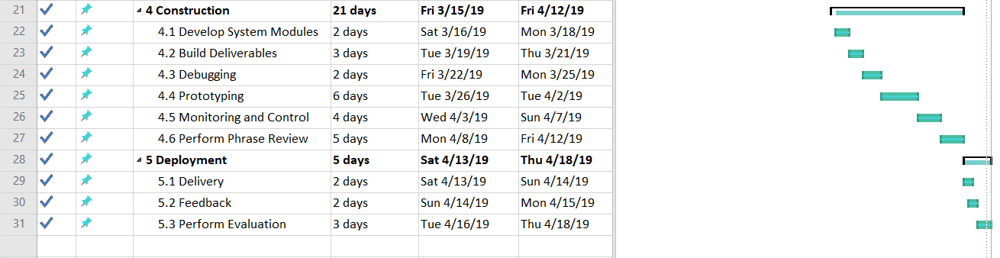 21 4 Construction 21 days Fri 3/15/19 Fri 4/12/19
22 4.1 Develop System Modules 2 days Sat 3/16/19 Mon 3/18/19
23 4.2 Build Deliverables 3 days Tue 3/19/19 Thu 3/21/19
24 4.3 Debugging 2 days Fri 3/22/19 Mon 3/25/19
25 4.4 Prototyping 6 days Tue 3/26/19 Tue 4/2/19
26 4.5 Monitoring and Control 4 days Wed 4/3/19 Sun 4/7/19
27 4.6 Perform Phrase Review 5 days Mon 4/8/19 Fri 4/12/19
28 5 Deployment 5 days Sat 4/13/19 Thu 4/18/19
29 5.1 Delivery 2 days Sat 4/13/19 Sun 4/14/19
30 5.2 Feedback 2 days Sun 4/14/19 Mon 4/15/19
31 5.3 Perform Evaluation 3 days Tue 4/16/19 Thu 4/18/19